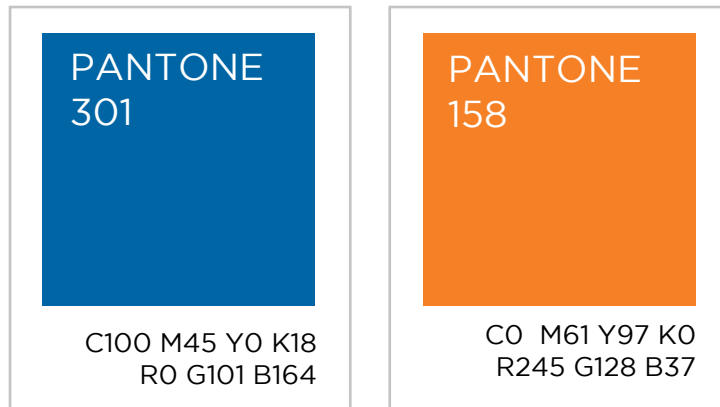 PANTONE
301
C100 M45 Y0 K18
R0 G101 B164
PANTONE
158
C0 M61 Y97 K0
R245 G128 B37